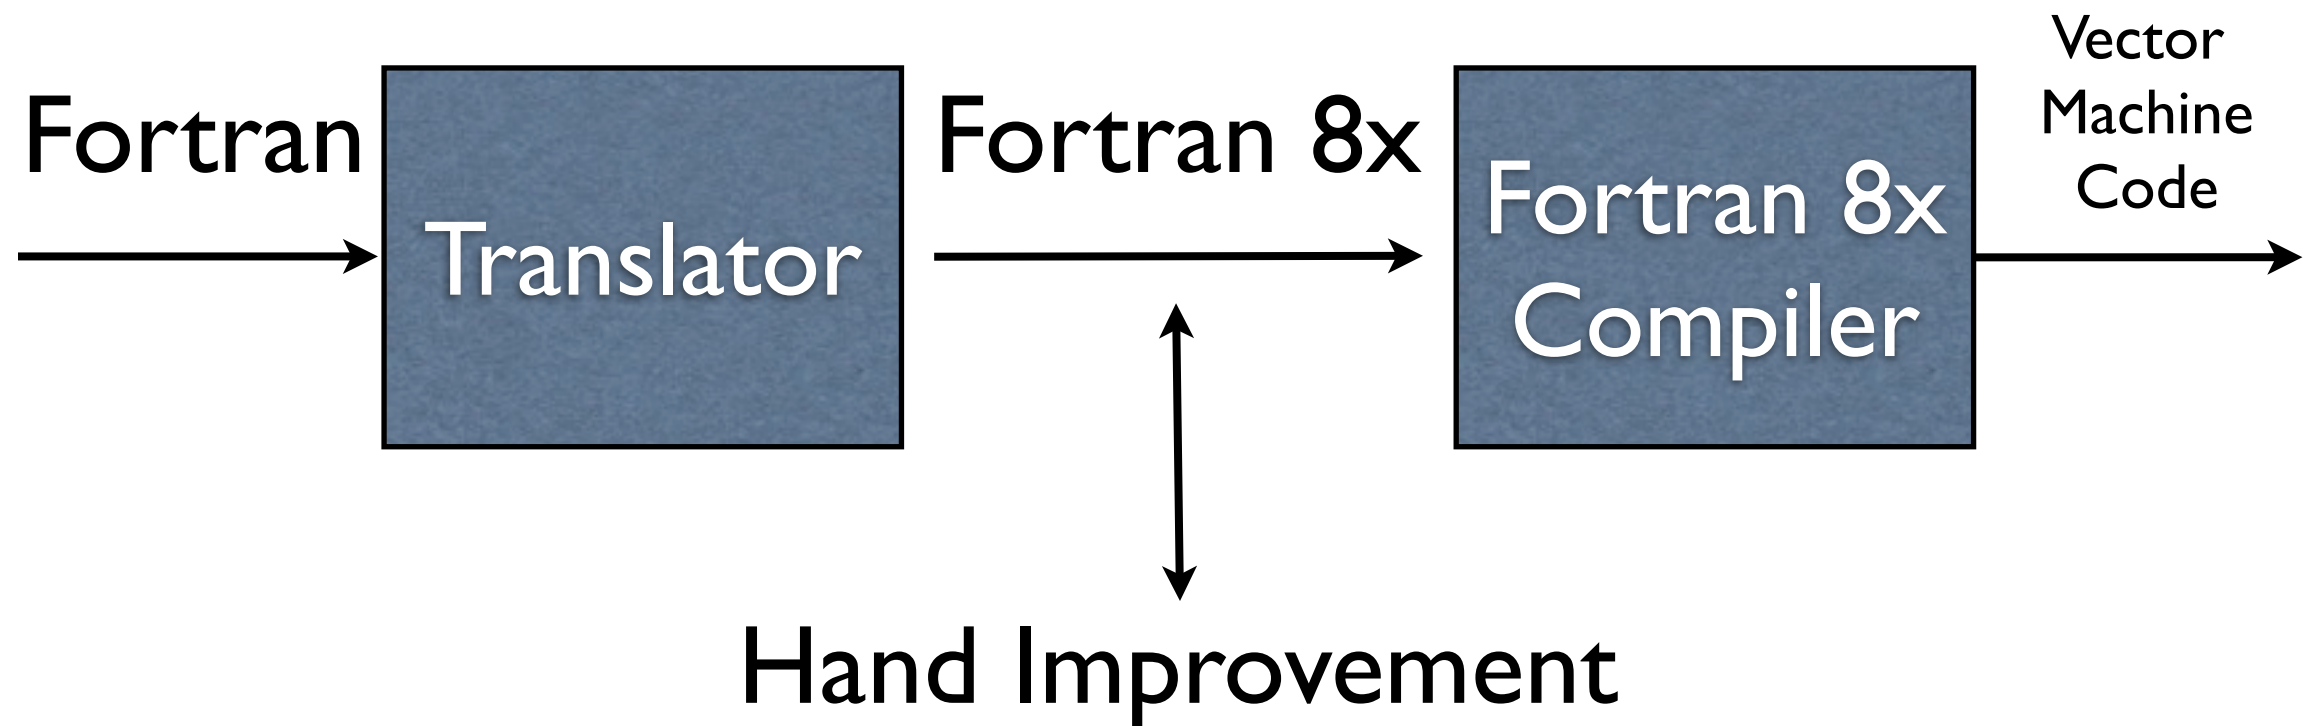 Fortran
Translator
Fortran 8x
Fortran 8x
Compiler
Vector
Machine
Code
Hand Improvement